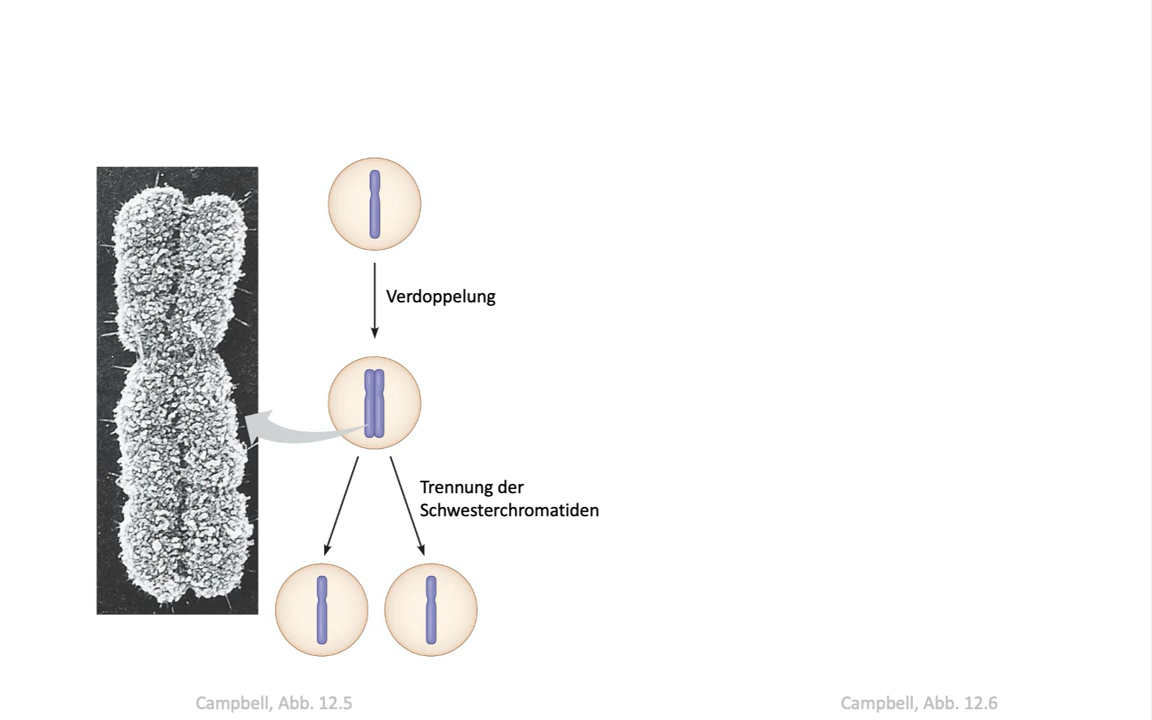 Verdoppelung
Trennung der
Schwesterchromatiden
Campbell, Abb. 12.5
Campbell, Abb. 12.6